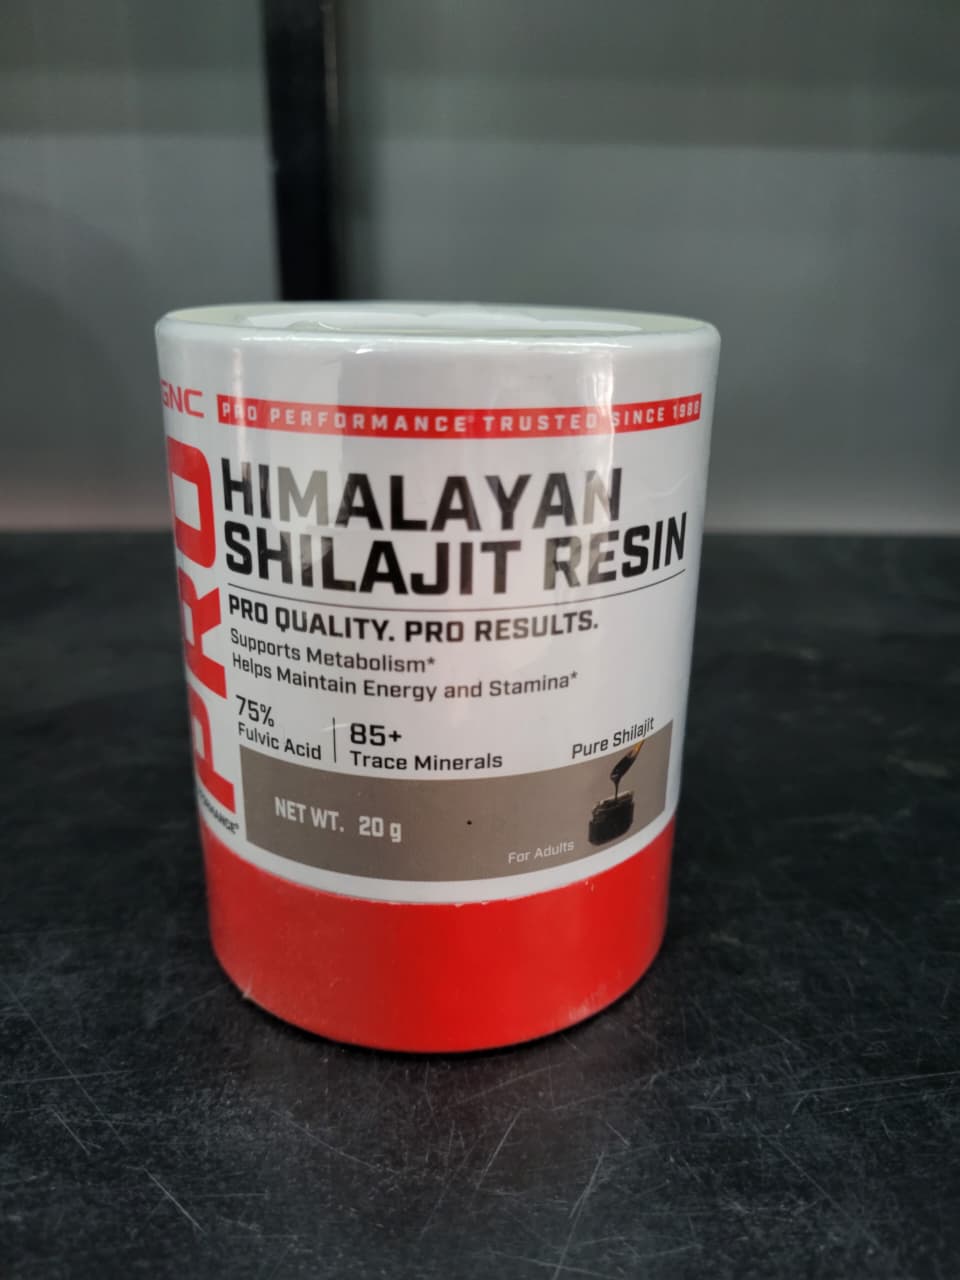 GNC
PRO PERFORMANCE® TRUSTED SINCE 1988
PRO
HIMALAYAN
SHILAJIT RESIN
PRO QUALITY. PRO RESULTS.
Supports Metabolism*
Helps Maintain Energy and Stamina*
75%
Fulvic Acid
85+
Trace Minerals
Pure Shilajit
NET WT. 20 g
For Adults